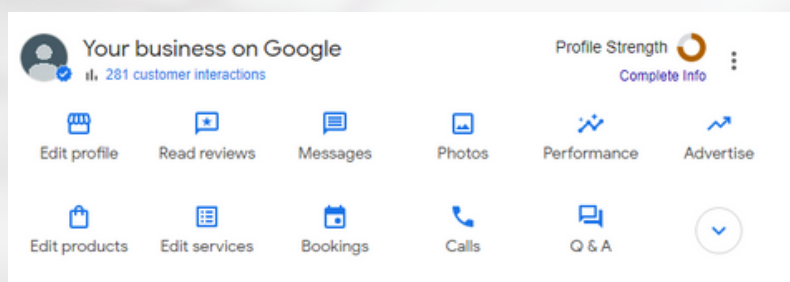 Your business on Google
281 customer interactions
Profile Strength
Complete Info
Edit profile Read reviews Messages Photos Performance Advertise
Edit products Edit services Bookings Calls Q & A